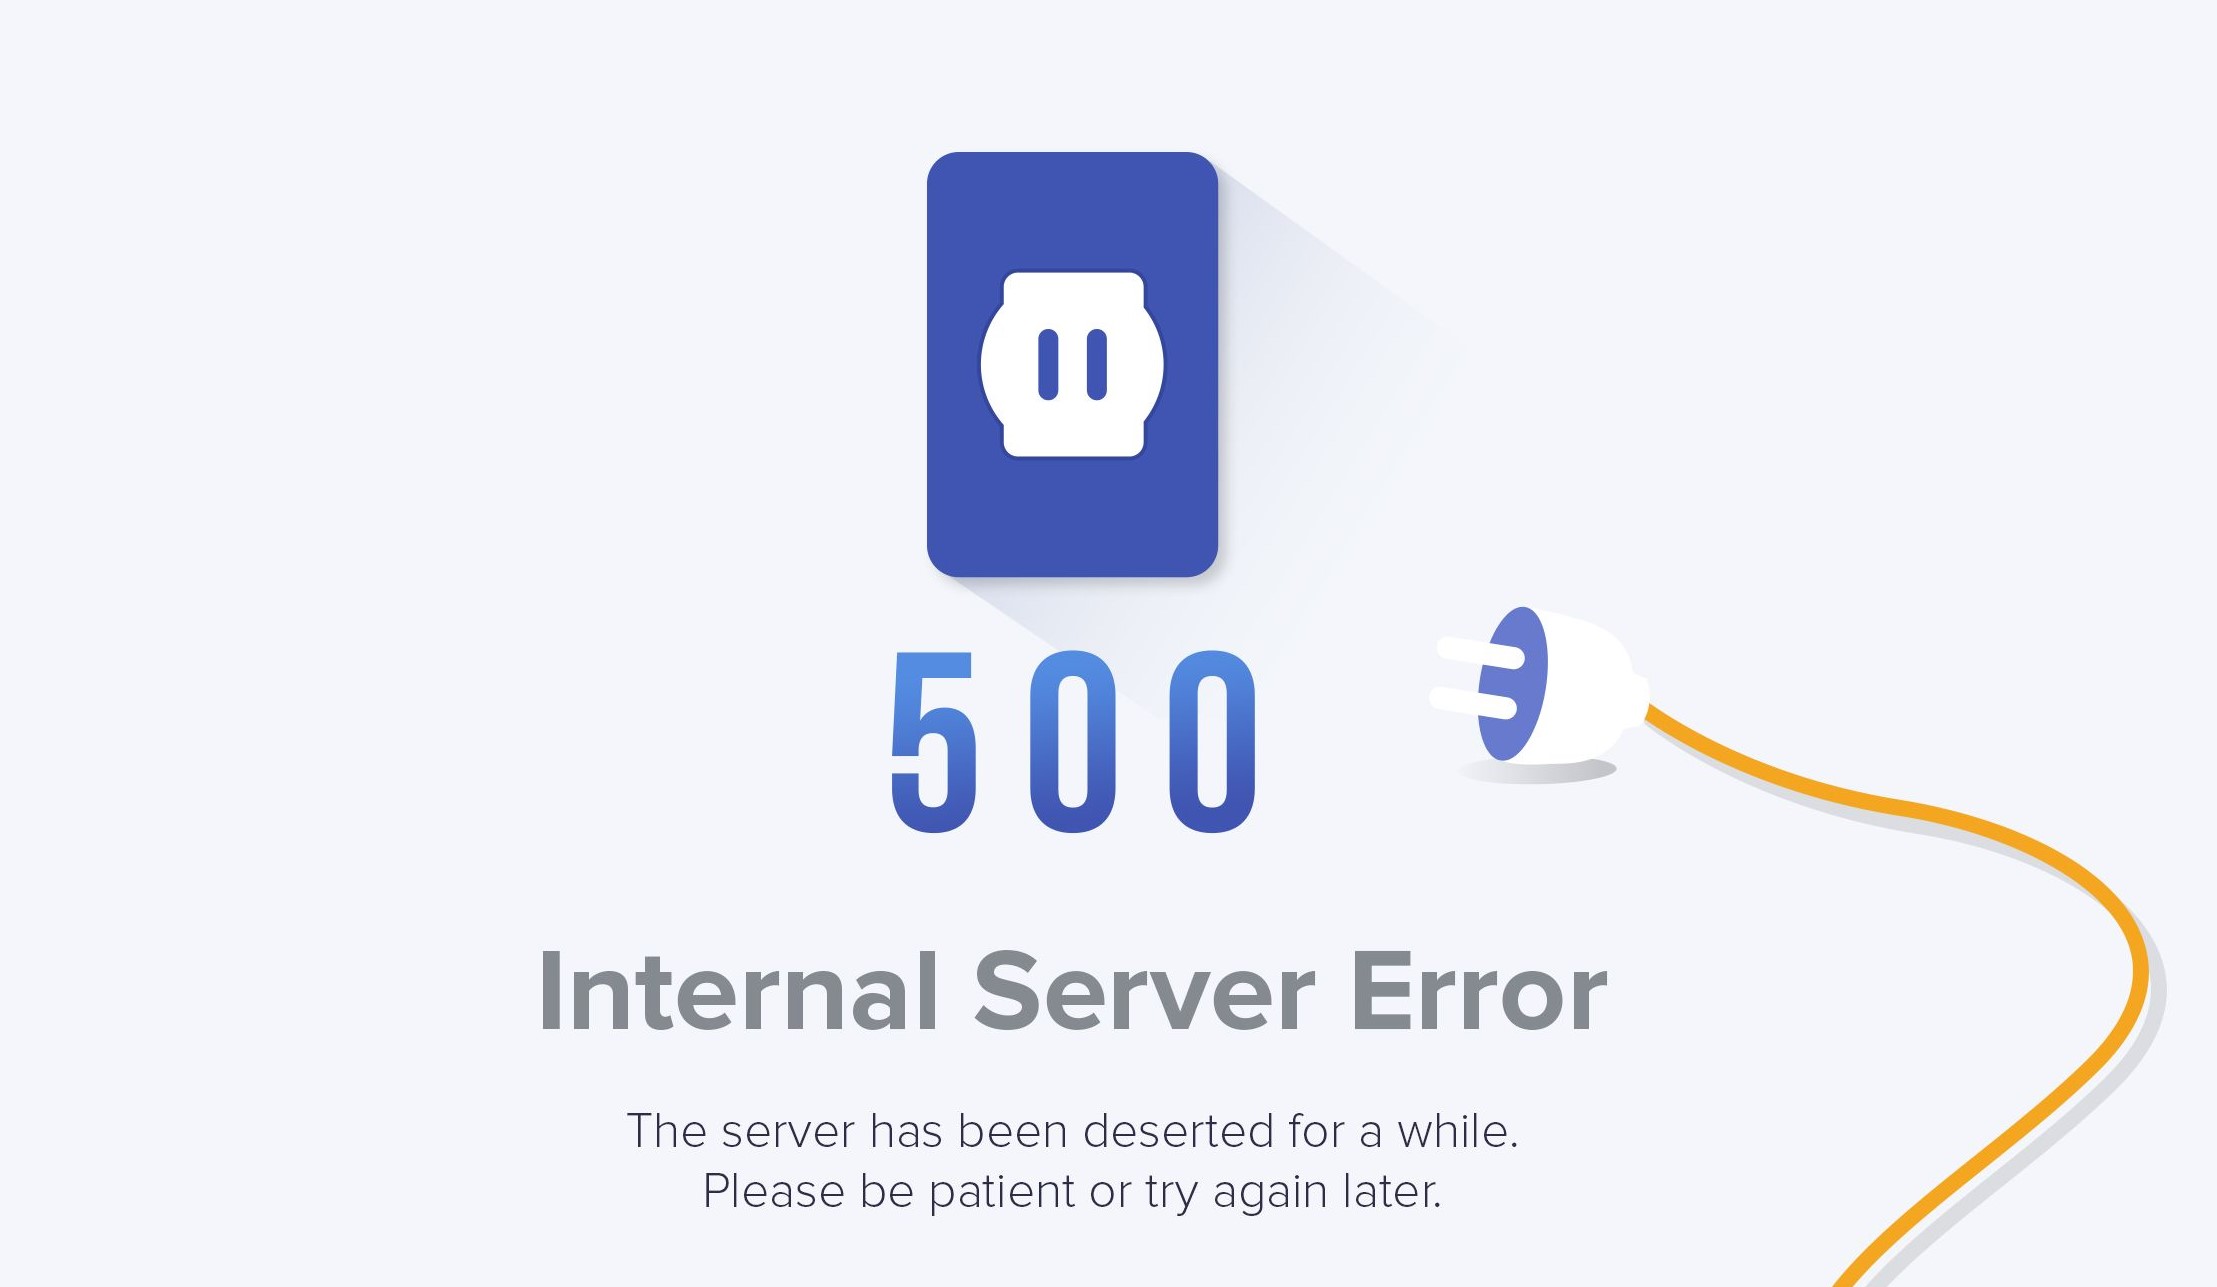 500
Internal Server Error
The server has been deserted for a while.
Please be patient or try again later.